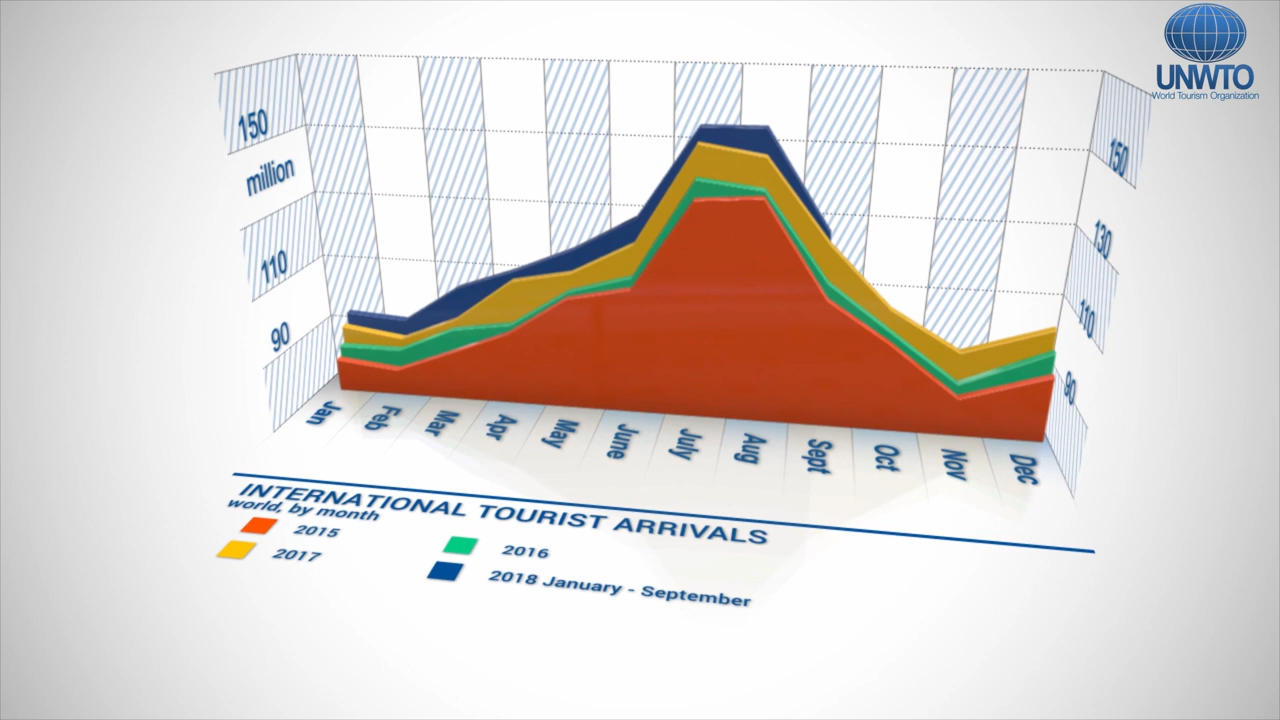 UNWTO
World Tourism Organization
150
million
110
90
150
130
110
90
Jan
Feb
Mar
Apr
May
June
July
Aug
Sept
Oct
Nov
Dec
INTERNATIONAL TOURIST ARRIVALS
world, by month
2015
2016
2017
2018 January - September